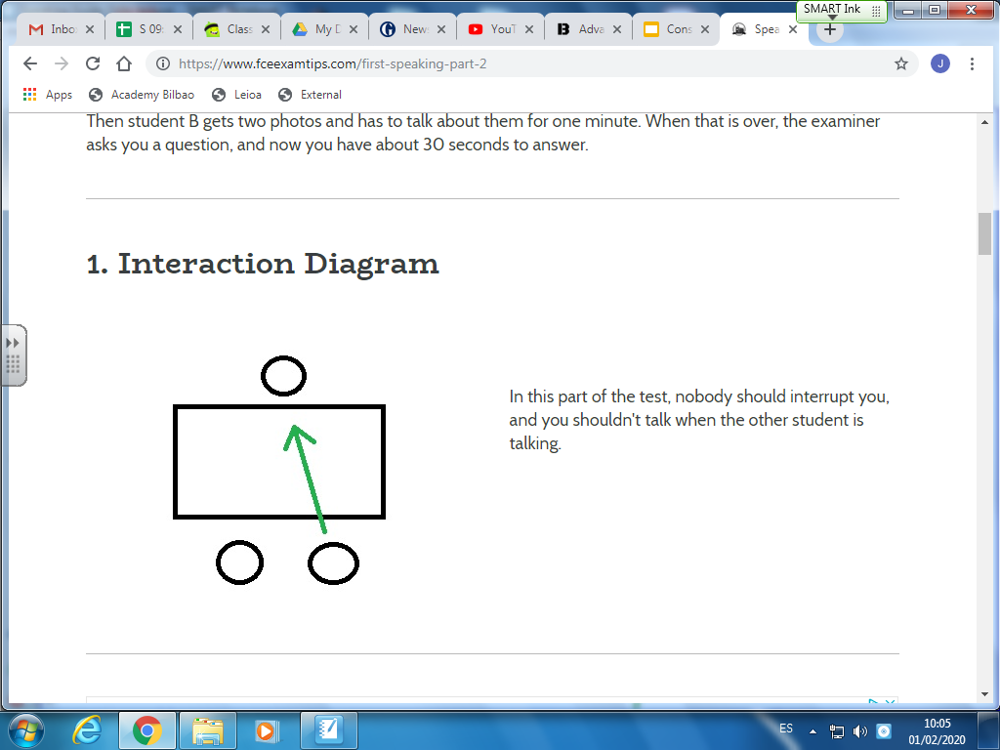 SMART Ink
Inbo
S 09:
Class
My D
New
YouT
Adva
Cons
Spea
https://www.fceexamtips.com/first-speaking-part-2
J
Apps
Academy Bilbao
Leioa
External
Then student B gets two photos and has to talk about them for one minute. When that is over, the examiner
asks you a question, and now you have about 30 seconds to answer.
1. Interaction Diagram
In this part of the test, nobody should interrupt you,
and you shouldn't talk when the other student is
talking.
ES
10:05
01/02/2020